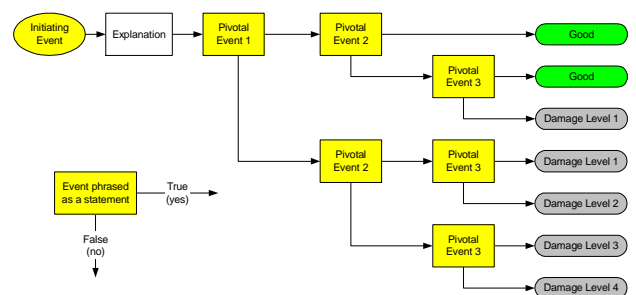 Initiating
Event
Explanation
Pivotal
Event 1
Pivotal
Event 2
Good
Pivotal
Event 3
Good
Damage Level 1
Pivotal
Event 2
Pivotal
Event 3
Damage Level 1
Damage Level 2
Pivotal
Event 3
Damage Level 3
Damage Level 4
Event phrased
as a statement
True
(yes)
False
(no)